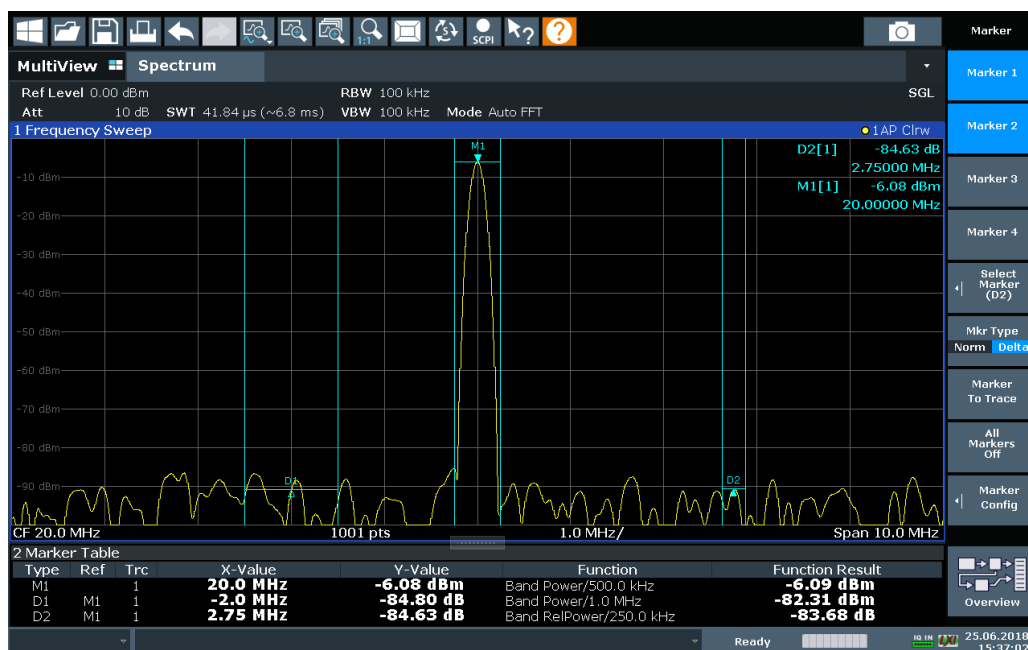 1:1
S
SCPI
?
?
Marker
MultiView Spectrum
Ref Level 0.00 dBm RBW 100 kHz SGL
Att 10 dB SWT 41.84 µs (~6.8 ms) VBW 100 kHz Mode Auto FFT
1 Frequency Sweep 1AP Clrw
M1
D2[1] -84.63 dB
2.75000 MHz
M1[1] -6.08 dBm
20.00000 MHz
-10 dBm
-20 dBm
-30 dBm
-40 dBm
-50 dBm
-60 dBm
-70 dBm
-80 dBm
-90 dBm
D1
D2
CF 20.0 MHz 1001 pts 1.0 MHz/ Span 10.0 MHz
2 Marker Table
Type Ref Trc X-Value Y-Value Function Function Result
M1 1 20.0 MHz -6.08 dBm Band Power/500.0 kHz -6.09 dBm
D1 M1 1 -2.0 MHz -84.80 dB Band Power/1.0 MHz -82.31 dBm
D2 M1 1 2.75 MHz -84.63 dB Band RelPower/250.0 kHz -83.68 dB
Marker 1
Marker 2
Marker 3
Marker 4
Select
Marker
(D2)
Mkr Type
Norm Delta
Marker
To Trace
All
Markers
Off
Marker
Config
Overview
Ready IQ IN LXI 25.06.2018
15:37:02